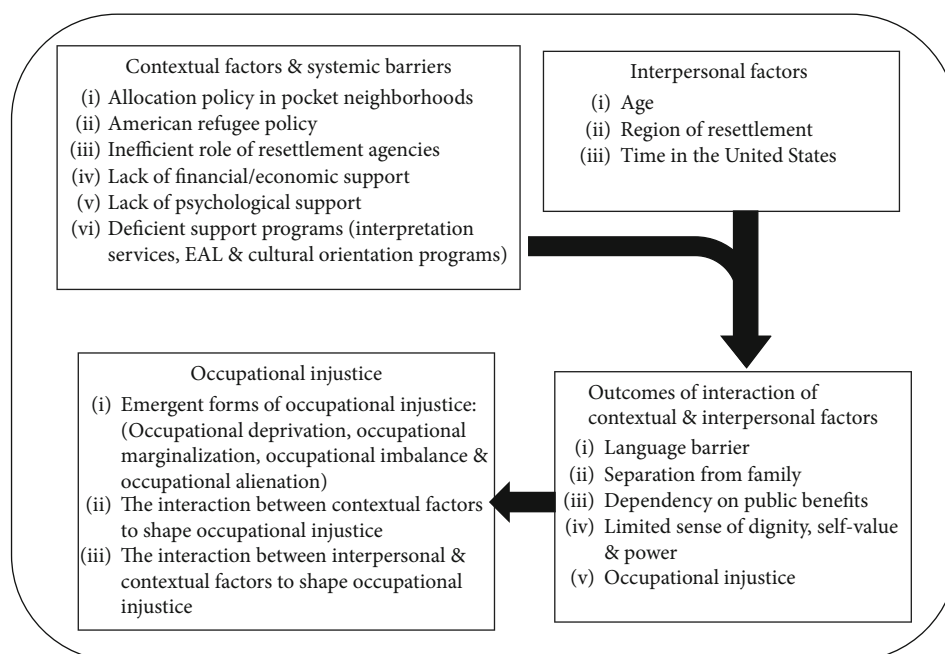 Contextual factors & systemic barriers
(i) Allocation policy in pocket neighborhoods
(ii) American refugee policy
(iii) Inefficient role of resettlement agencies
(iv) Lack of financial/economic support
(v) Lack of psychological support
(vi) Deficient support programs (interpretation
services, EAL & cultural orientation programs)
Interpersonal factors
(i) Age
(ii) Region of resettlement
(iii) Time in the United States
Occupational injustice
(i) Emergent forms of occupational injustice:
(Occupational deprivation, occupational
marginalization, occupational imbalance &
occupational alienation)
(ii) The interaction between contextual factors
to shape occupational injustice
(iii) The interaction between interpersonal &
contextual factors to shape occupational
injustice
Outcomes of interaction of
contextual & interpersonal factors
(i) Language barrier
(ii) Separation from family
(iii) Dependency on public benefits
(iv) Limited sense of dignity, self-value
& power
(v) Occupational injustice